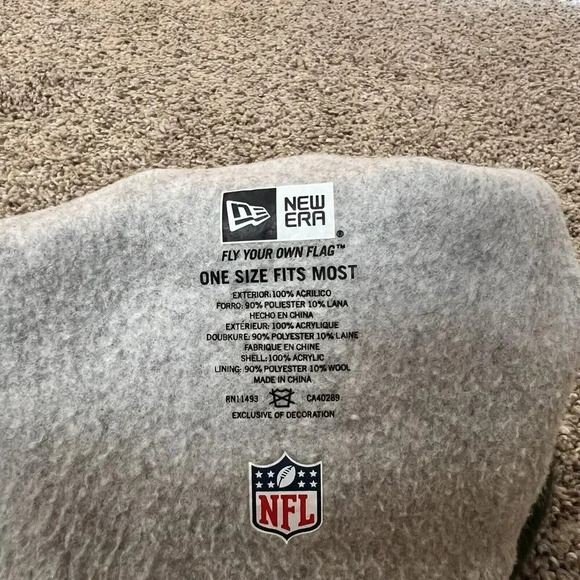 NEW
ERA
®
FLY YOUR OWN FLAG™
ONE SIZE FITS MOST
EXTERIOR: 100% ACRILICO
FORRO: 90% POLIESTER 10% LANA
HECHO EN CHINA
EXTÉRIEUR: 100% ACRYLIQUE
DOUBKURE: 90% POLYESTER 10% LAINE
FABRIQUE EN CHINE
SHELL: 100% ACRYLIC
LINING: 90% POLYESTER 10% WOOL
MADE IN CHINA
RN11493 CA40289
EXCLUSIVE OF DECORATION
NFL